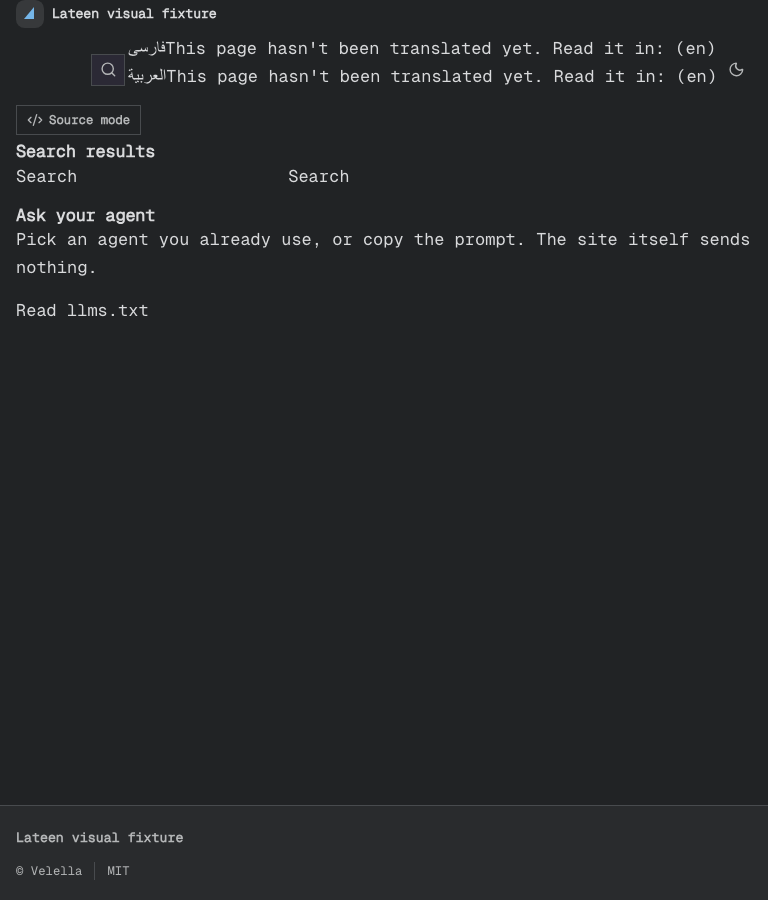 Lateen visual fixture
فارسیThis page hasn't been translated yet. Read it in: (en)
العربيةThis page hasn't been translated yet. Read it in: (en)
</> Source mode
Search results
Search Search
Ask your agent
Pick an agent you already use, or copy the prompt. The site itself sends
nothing.
Read llms.txt
Lateen visual fixture
© Velella MIT